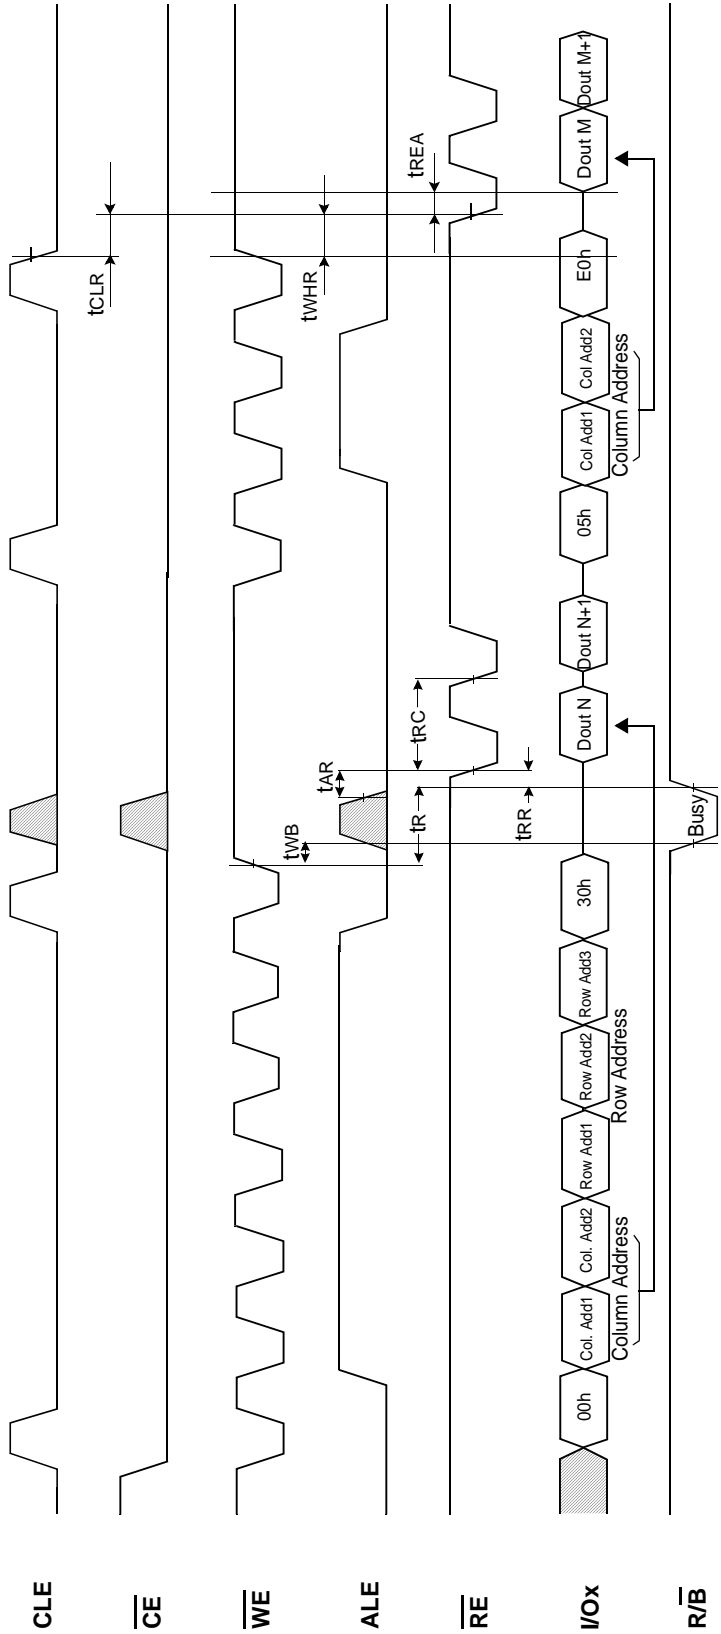 CLE
CE
WE
ALE
RE
I/Ox
R/B
tCLR
tWHR
tREA
tWB
tAR
tR
tRC
tRR
00h
Col. Add1
Col. Add2
Row Add1
Row Add2
Row Add3
30h
Dout N
Dout N+1
05h
Col Add1
Col Add2
E0h
Dout M
Dout M+1
Column Address
Row Address
Column Address
Busy